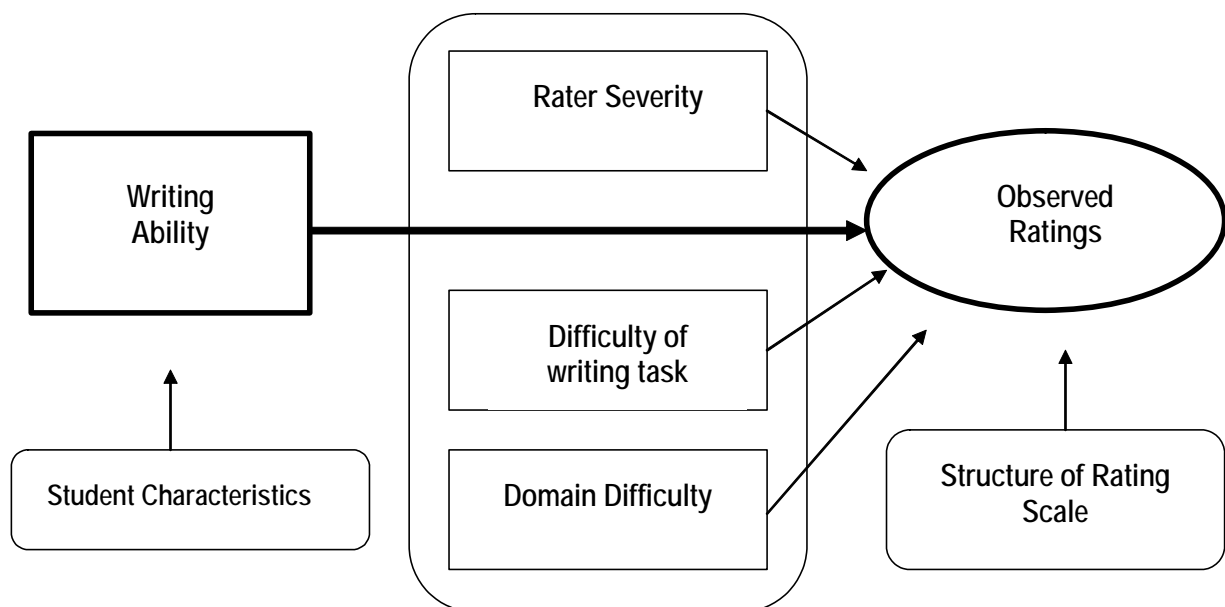 Rater Severity
Writing
Ability
Observed
Ratings
Difficulty of
writing task
Student Characteristics
Domain Difficulty
Structure of Rating
Scale